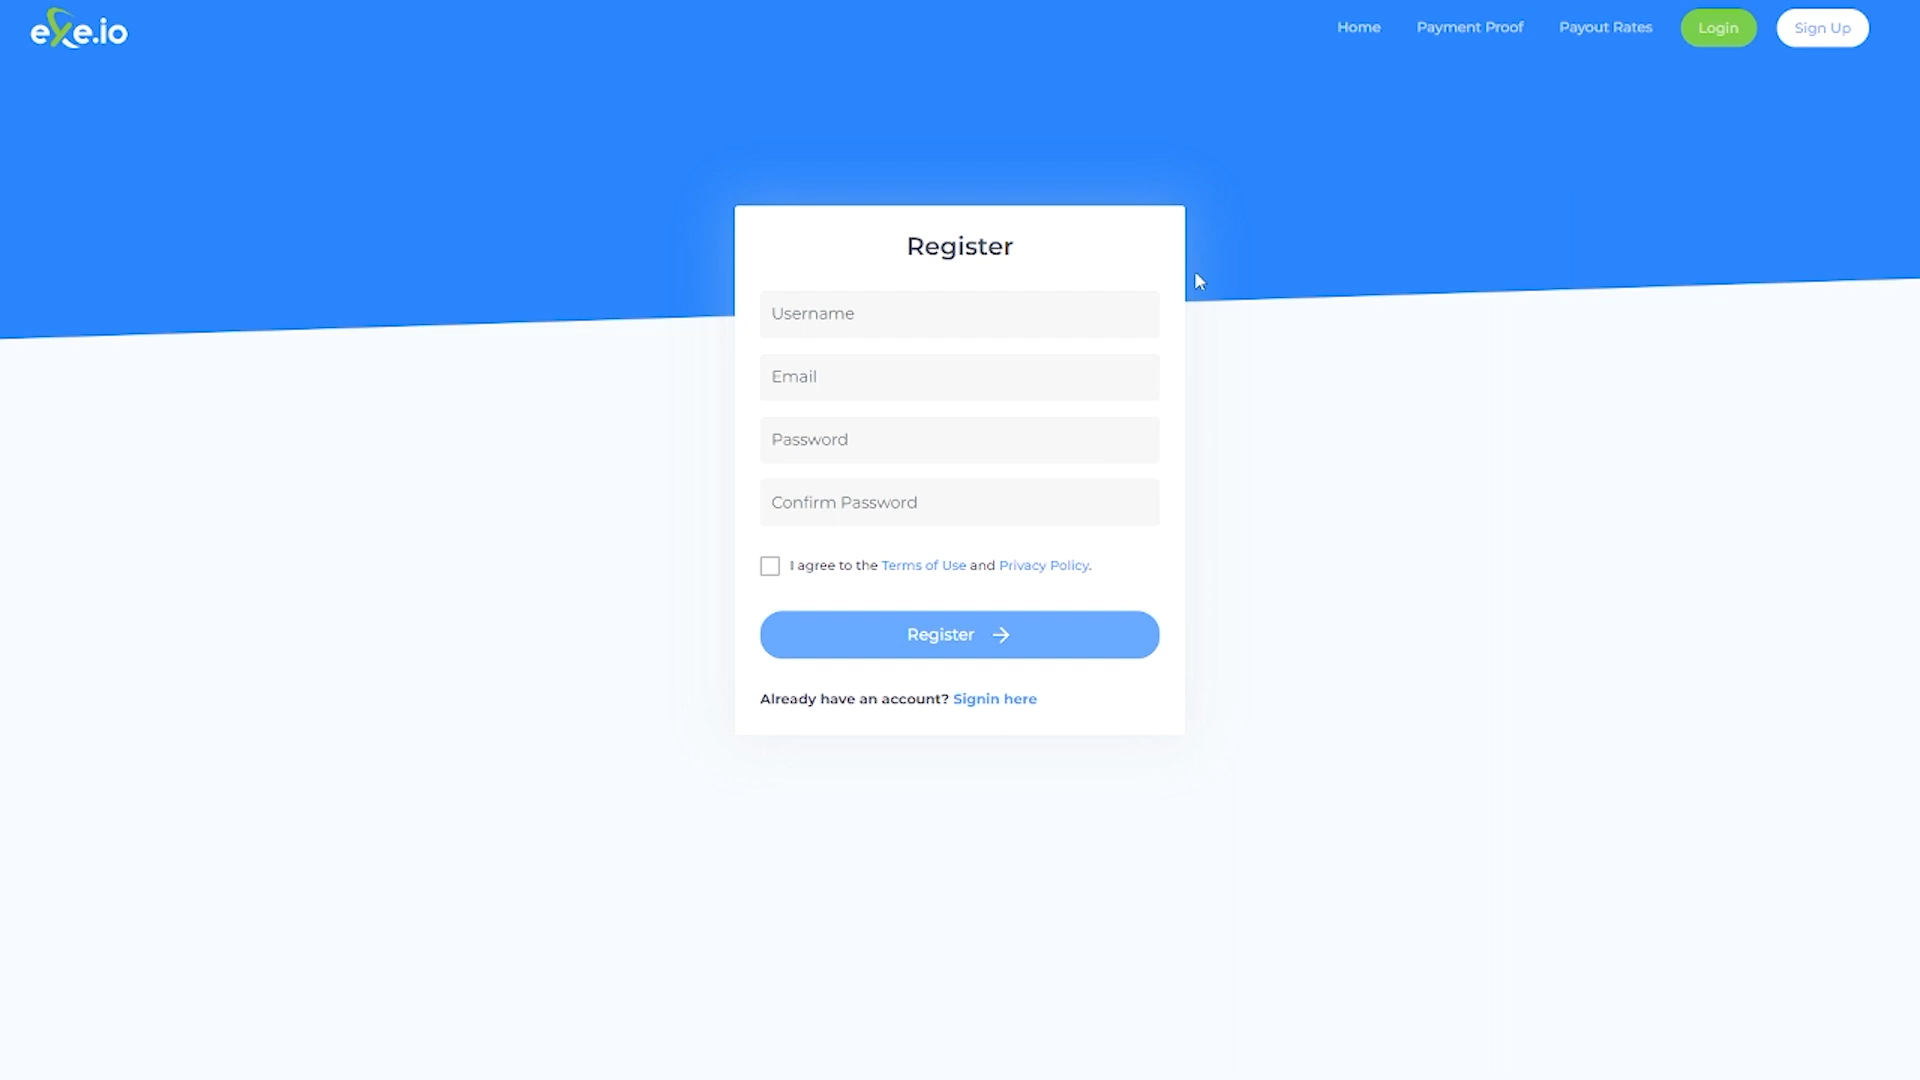 exe.io
Home
Payment Proof
Payout Rates
Login
Sign Up
Register
Username
Email
Password
Confirm Password
I agree to the Terms of Use and Privacy Policy.
Register
Already have an account? Signin here